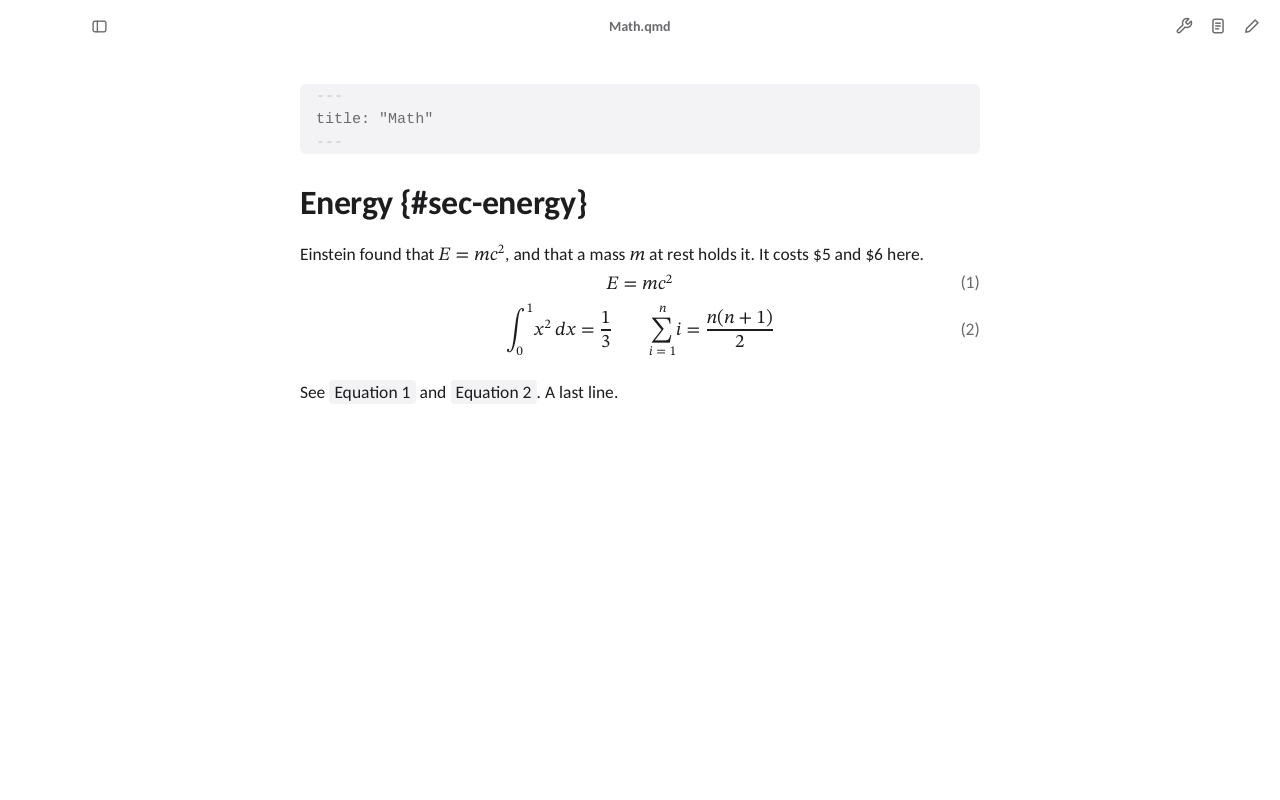 Math.qmd
---
title: "Math"
---
Energy {#sec-energy}
Einstein found that E = mc², and that a mass m at rest holds it. It costs $5 and $6 here.
E = mc² (1)
∫₀¹ x² dx = 1/3 ∑ᵢ₌₁ⁿ i = n(n + 1)/2 (2)
See Equation 1 and Equation 2. A last line.